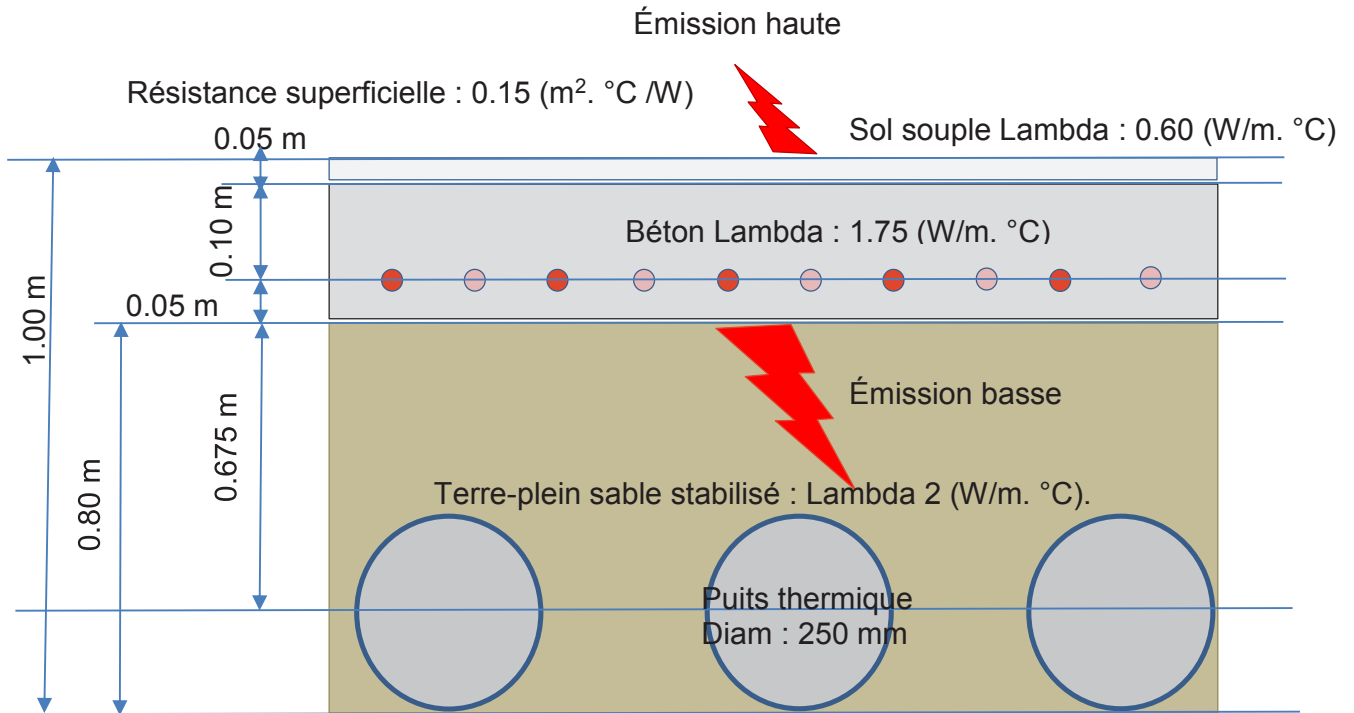 Émission haute
Résistance superficielle : 0.15 (m². °C /W)
0.05 m
Sol souple Lambda : 0.60 (W/m. °C)
0.10 m
Béton Lambda : 1.75 (W/m. °C)
0.05 m
1.00 m
Émission basse
0.675 m
0.80 m
Terre-plein sable stabilisé : Lambda 2 (W/m. °C).
Puits thermique
Diam : 250 mm